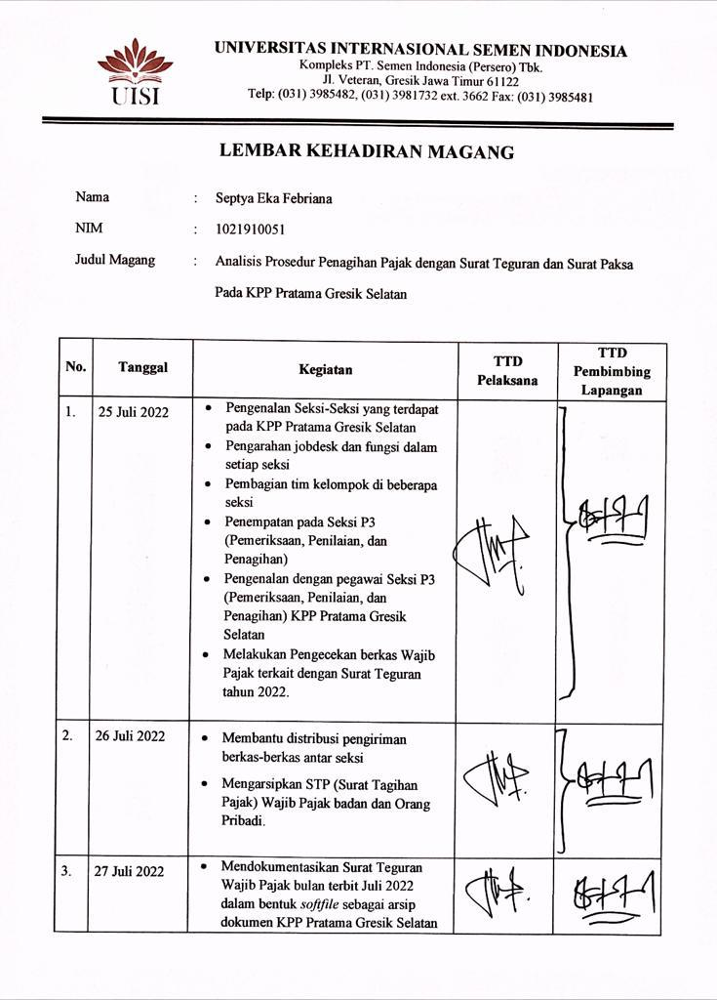 UISI
UNIVERSITAS INTERNASIONAL SEMEN INDONESIA
Kompleks PT. Semen Indonesia (Persero) Tbk.
Jl. Veteran, Gresik Jawa Timur 61122
Telp: (031) 3985482, (031) 3981732 ext. 3662 Fax: (031) 3985481
LEMBAR KEHADIRAN MAGANG
Nama : Septya Eka Febriana
NIM : 1021910051
Judul Magang : Analisis Prosedur Penagihan Pajak dengan Surat Teguran dan Surat Paksa
Pada KPP Pratama Gresik Selatan
No. Tanggal Kegiatan TTD Pelaksana TTD Pembimbing Lapangan
1. 25 Juli 2022 • Pengenalan Seksi-Seksi yang terdapat
pada KPP Pratama Gresik Selatan
• Pengarahan jobdesk dan fungsi dalam
setiap seksi
• Pembagian tim kelompok di beberapa
seksi
• Penempatan pada Seksi P3
(Pemeriksaan, Penilaian, dan
Penagihan)
• Pengenalan dengan pegawai Seksi P3
(Pemeriksaan, Penilaian, dan
Penagihan) KPP Pratama Gresik
Selatan
• Melakukan Pengecekan berkas Wajib
Pajak terkait dengan Surat Teguran
tahun 2022.
2. 26 Juli 2022 • Membantu distribusi pengiriman
berkas-berkas antar seksi
• Mengarsipkan STP (Surat Tagihan
Pajak) Wajib Pajak badan dan Orang
Pribadi.
3. 27 Juli 2022 • Mendokumentasikan Surat Teguran
Wajib Pajak bulan terbit Juli 2022
dalam bentuk softfile sebagai arsip
dokumen KPP Pratama Gresik Selatan